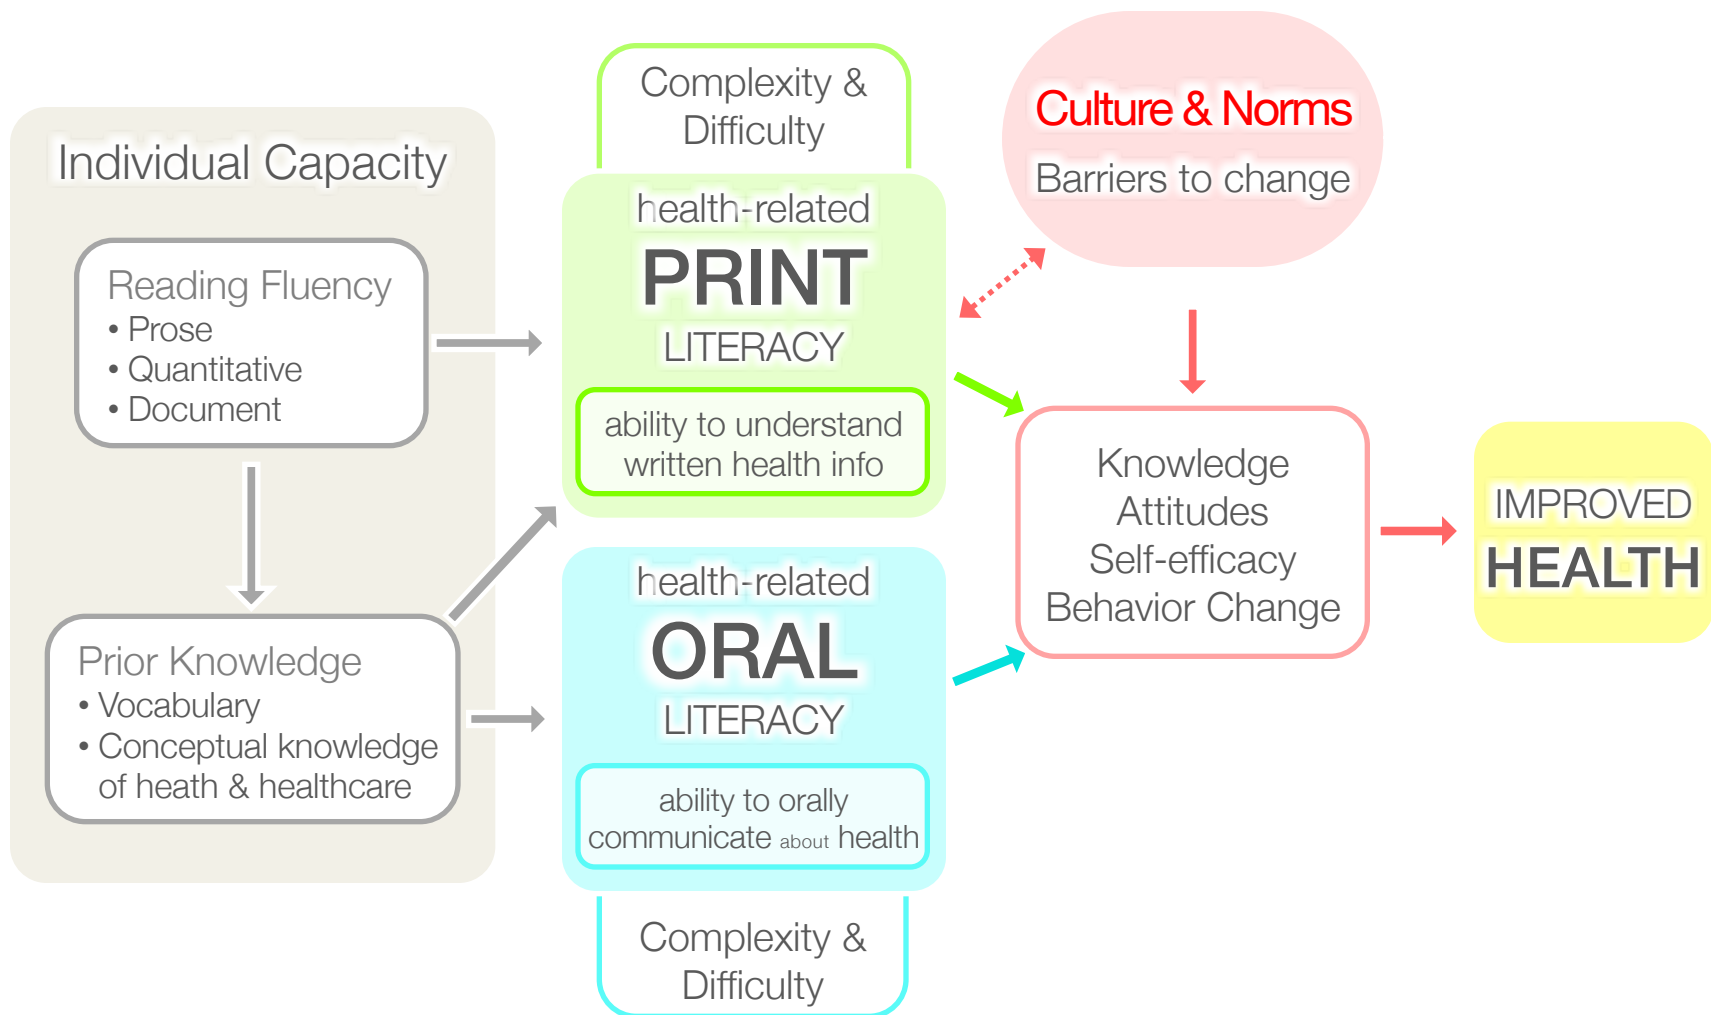 Individual Capacity
Reading Fluency
• Prose
• Quantitative
• Document
Prior Knowledge
• Vocabulary
• Conceptual knowledge
of heath & healthcare
Complexity &
Difficulty
health-related
PRINT
LITERACY
ability to understand
written health info
health-related
ORAL
LITERACY
ability to orally
communicate about health
Complexity &
Difficulty
Culture & Norms
Barriers to change
Knowledge
Attitudes
Self-efficacy
Behavior Change
IMPROVED
HEALTH